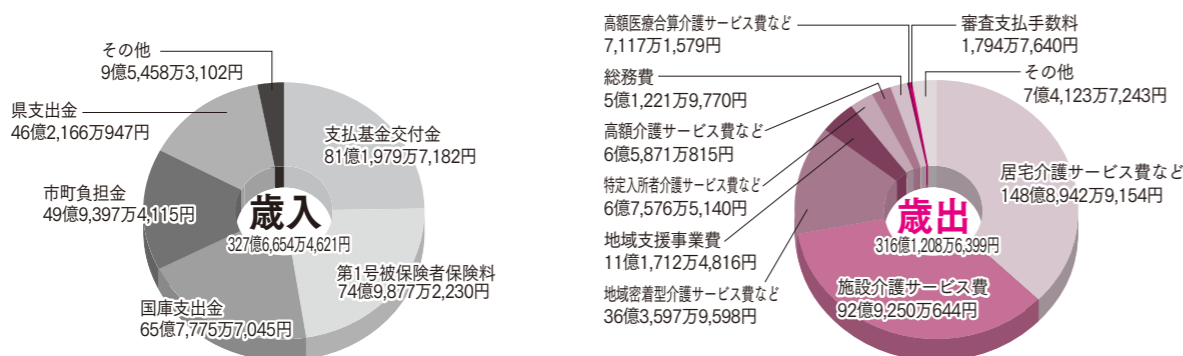 その他
9億5,458万3,102円
県支出金
46億2,166万947円
市町負担金
49億9,397万4,115円
国庫支出金
65億7,775万7,045円
支払基金交付金
81億1,979万7,182円
第1号被保険者保険料
74億9,877万2,230円
歳入
327億6,654万4,621円
高額医療合算介護サービス費など
7,117万1,579円
総務費
5億1,221万9,770円
高額介護サービス費など
6億5,871万815円
特定入所者介護サービス費など
6億7,576万5,140円
地域支援事業費
11億1,712万4,816円
地域密着型介護サービス費など
36億3,597万9,598円
審査支払手数料
1,794万7,640円
その他
7億4,123万7,243円
居宅介護サービス費など
148億8,942万9,154円
歳出
316億1,208万6,399円
施設介護サービス費
92億9,250万644円